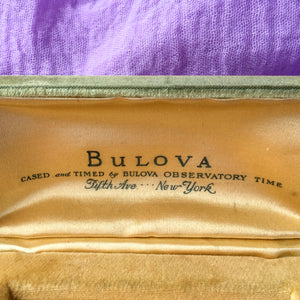 BULOVA
CASED and TIMED by BULOVA OBSERVATORY TIME
Fifth Ave ··· New York